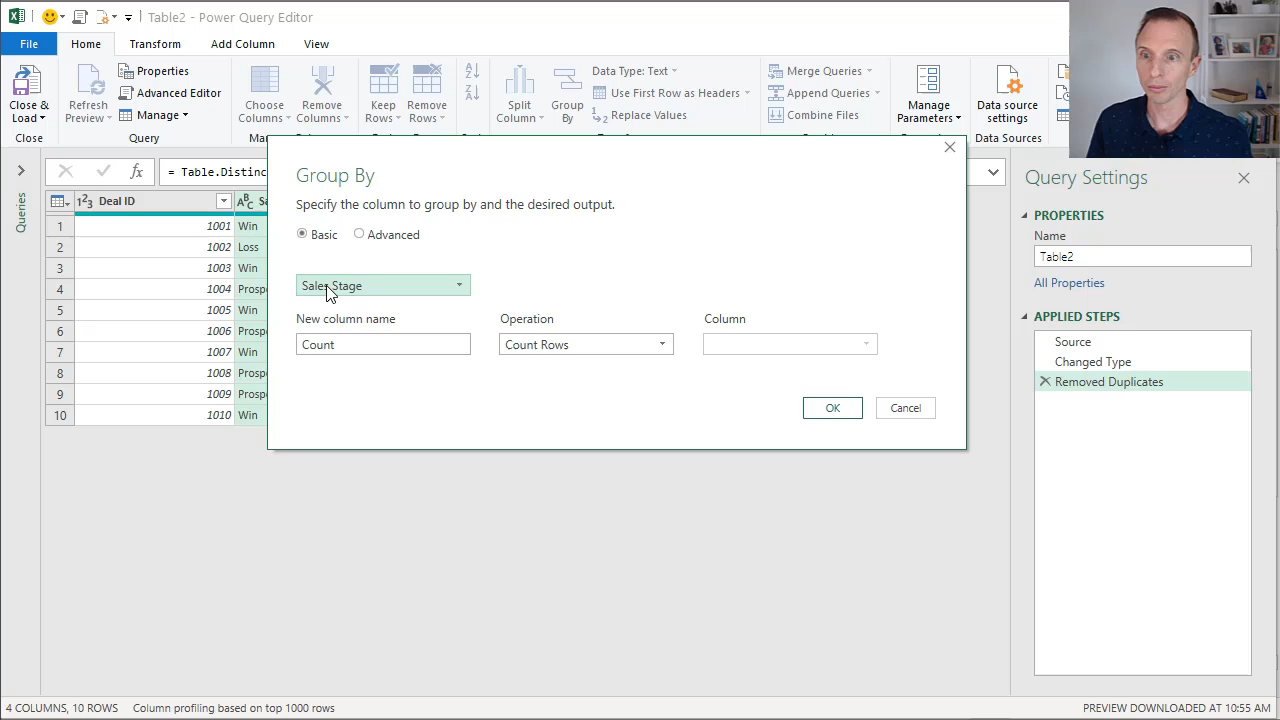 Table2 - Power Query Editor
File
Home
Transform
Add Column
View
Close & Load
Refresh Preview
Properties
Advanced Editor
Manage
Choose Columns
Remove Columns
Keep Rows
Remove Rows
Split Column
Group By
Data Type: Text
Use First Row as Headers
Replace Values
Merge Queries
Append Queries
Combine Files
Manage Parameters
Data source settings
Close
Query
Data Sources
Queries
= Table.Distinc
Deal ID
1 1001 Win
2 1002 Loss
3 1003 Win
4 1004 Prosp
5 1005 Win
6 1006 Prosp
7 1007 Win
8 1008 Prosp
9 1009 Prosp
10 1010 Win
Group By
Specify the column to group by and the desired output.
Basic
Advanced
Sales Stage
New column name
Operation
Column
Count
Count Rows
OK
Cancel
Query Settings
PROPERTIES
Name
Table2
All Properties
APPLIED STEPS
Source
Changed Type
Removed Duplicates
4 COLUMNS, 10 ROWS
Column profiling based on top 1000 rows
PREVIEW DOWNLOADED AT 10:55 AM